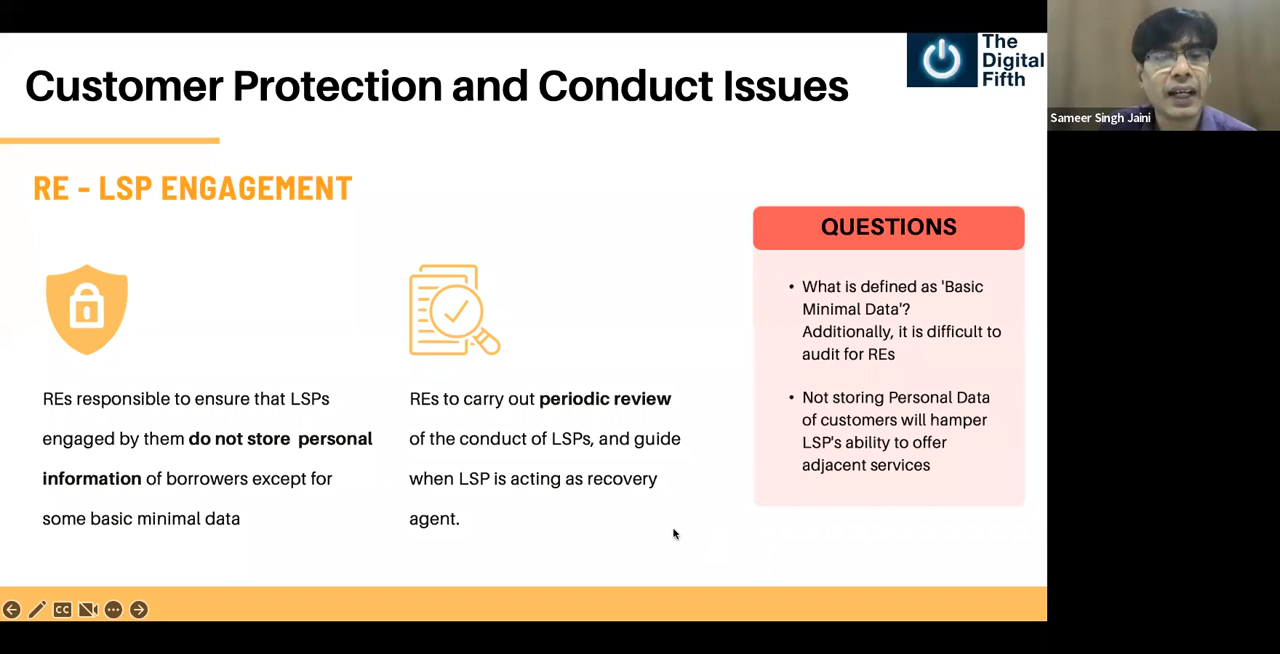 Customer Protection and Conduct Issues
The
Digital
Fifth
Sameer Singh Jaini
RE - LSP ENGAGEMENT
REs responsible to ensure that LSPs
engaged by them do not store personal
information of borrowers except for
some basic minimal data
REs to carry out periodic review
of the conduct of LSPs, and guide
when LSP is acting as recovery
agent.
QUESTIONS
• What is defined as 'Basic
Minimal Data'?
Additionally, it is difficult to
audit for REs
• Not storing Personal Data
of customers will hamper
LSP's ability to offer
adjacent services
CC